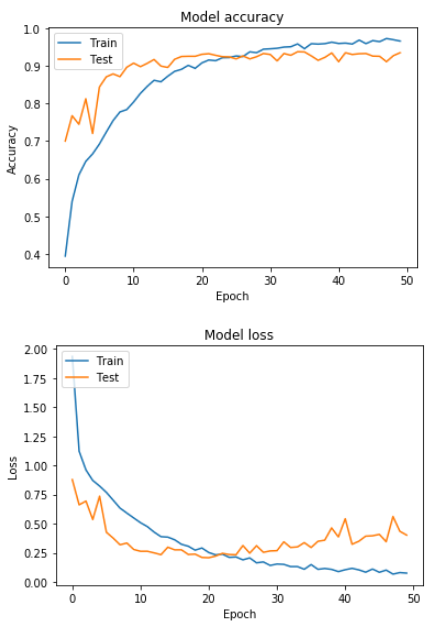 Model accuracy
1.0
0.9
0.8
0.7
0.6
0.5
0.4
Accuracy
Train
Test
0 10 20 30 40 50
Epoch
Model loss
2.00
1.75
1.50
1.25
1.00
0.75
0.50
0.25
0.00
Loss
Train
Test
0 10 20 30 40 50
Epoch